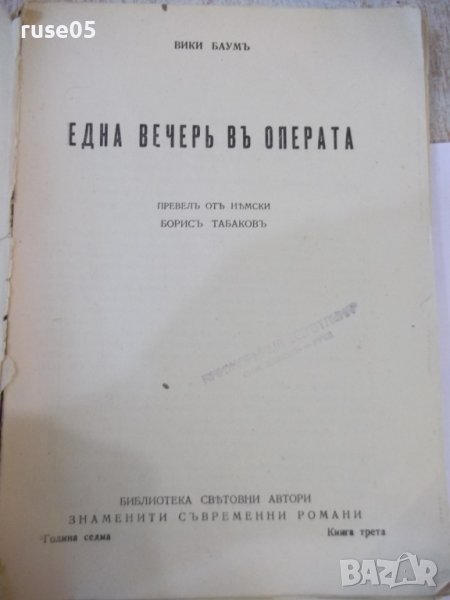 ruse05
ВИКИ БАУМЪ
ЕДНА ВЕЧЕРЬ ВЪ ОПЕРАТА
ПРЕВЕЛЪ ОТЪ НѢМСКИ
БОРИСЪ ТАБАКОВЪ
БИБЛИОТЕКА СВѢТОВНИ АВТОРИ
ЗНАМЕНИТИ СЪВРЕМЕННИ РОМАНИ
Година седма Книга трета
BAZAR